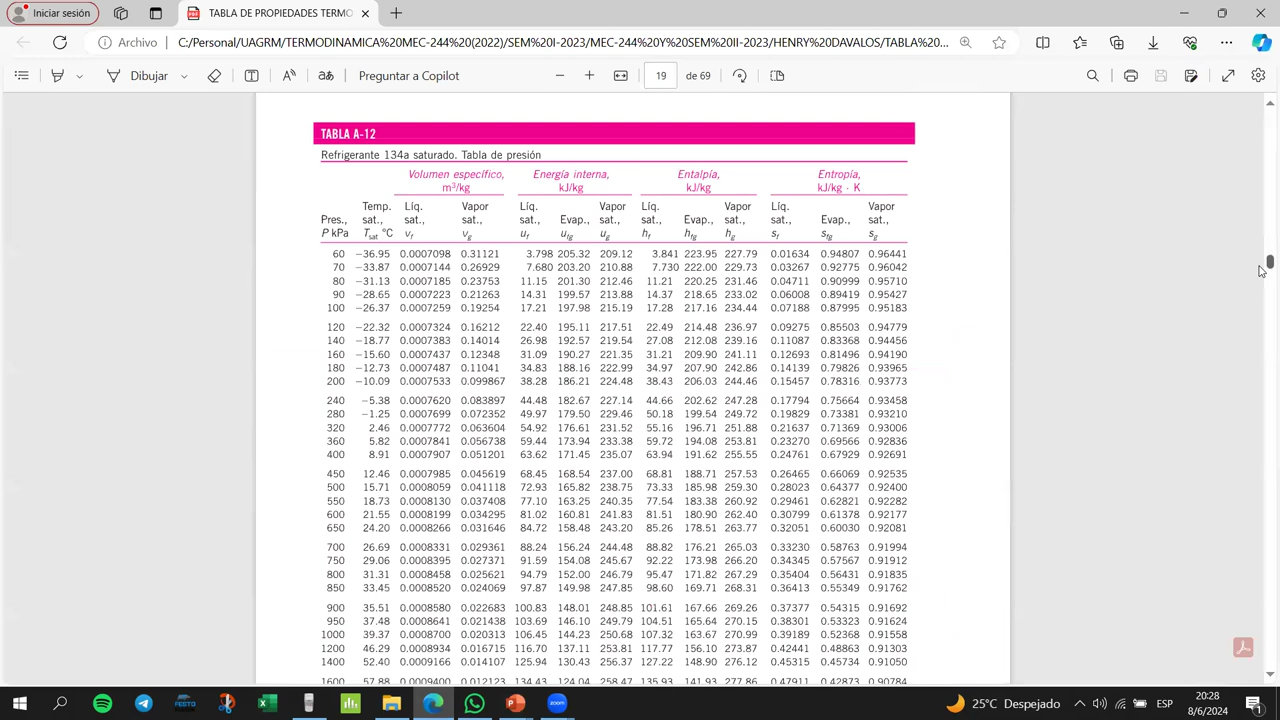 Iniciar sesión
TABLA DE PROPIEDADES TERMO
Archivo C:/Personal/UAGRM/TERMODINAMICA%20MEC-244%20(2022)/SEM%20I-2023/MEC-244%20Y%20SEM%20II-2023/HENRY%20DAVALOS/TABLA%20...
Dibujar Preguntar a Copilot 19 de 69
TABLA A-12
Refrigerante 134a saturado. Tabla de presión
Volumen específico, Energía interna, Entalpía, Entropía,
m³/kg kJ/kg kJ/kg kJ/kg · K
Temp. Líq. Vapor Líq. Vapor Líq. Vapor Líq. Vapor
Pres., sat., sat., sat., sat., Evap., sat., sat., Evap., sat., sat., Evap., sat.,
P kPa Tsat °C vf vg uf ufg ug hf hfg hg sf sfg sg
60 −36.95 0.0007098 0.31121 3.798 205.32 209.12 3.841 223.95 227.79 0.01634 0.94807 0.96441
70 −33.87 0.0007144 0.26929 7.680 203.20 210.88 7.730 222.00 229.73 0.03267 0.92775 0.96042
80 −31.13 0.0007185 0.23753 11.15 201.30 212.46 11.21 220.25 231.46 0.04711 0.90999 0.95710
90 −28.65 0.0007223 0.21263 14.31 199.57 213.88 14.37 218.65 233.02 0.06008 0.89419 0.95427
100 −26.37 0.0007259 0.19254 17.21 197.98 215.19 17.28 217.16 234.44 0.07188 0.87995 0.95183
120 −22.32 0.0007324 0.16212 22.40 195.11 217.51 22.49 214.48 236.97 0.09275 0.85503 0.94779
140 −18.77 0.0007383 0.14014 26.98 192.57 219.54 27.08 212.08 239.16 0.11087 0.83368 0.94456
160 −15.60 0.0007437 0.12348 31.09 190.27 221.35 31.21 209.90 241.11 0.12693 0.81496 0.94190
180 −12.73 0.0007487 0.11041 34.83 188.16 222.99 34.97 207.90 242.86 0.14139 0.79826 0.93965
200 −10.09 0.0007533 0.099867 38.28 186.21 224.48 38.43 206.03 244.46 0.15457 0.78316 0.93773
240 −5.38 0.0007620 0.083897 44.48 182.67 227.14 44.66 202.62 247.28 0.17794 0.75664 0.93458
280 −1.25 0.0007699 0.072352 49.97 179.50 229.46 50.18 199.54 249.72 0.19829 0.73381 0.93210
320 2.46 0.0007772 0.063604 54.92 176.61 231.52 55.16 196.71 251.88 0.21637 0.71369 0.93006
360 5.82 0.0007841 0.056738 59.44 173.94 233.38 59.72 194.08 253.81 0.23270 0.69566 0.92836
400 8.91 0.0007907 0.051201 63.62 171.45 235.07 63.94 191.62 255.55 0.24761 0.67929 0.92691
450 12.46 0.0007985 0.045619 68.45 168.54 237.00 68.81 188.71 257.53 0.26465 0.66069 0.92535
500 15.71 0.0008059 0.041118 72.93 165.82 238.75 73.33 185.98 259.30 0.28023 0.64377 0.92400
550 18.73 0.0008130 0.037408 77.10 163.25 240.35 77.54 183.38 260.92 0.29461 0.62821 0.92282
600 21.55 0.0008199 0.034295 81.02 160.81 241.83 81.51 180.90 262.40 0.30799 0.61378 0.92177
650 24.20 0.0008266 0.031646 84.72 158.48 243.20 85.26 178.51 263.77 0.32051 0.60030 0.92081
700 26.69 0.0008331 0.029361 88.24 156.24 244.48 88.82 176.21 265.03 0.33230 0.58763 0.91994
750 29.06 0.0008395 0.027371 91.59 154.08 245.67 92.22 173.98 266.20 0.34345 0.57567 0.91912
800 31.31 0.0008458 0.025621 94.79 152.00 246.79 95.47 171.82 267.29 0.35404 0.56431 0.91835
850 33.45 0.0008520 0.024069 97.87 149.98 247.85 98.60 169.71 268.31 0.36413 0.55349 0.91762
900 35.51 0.0008580 0.022683 100.83 148.01 248.85 101.61 167.66 269.26 0.37377 0.54315 0.91692
950 37.48 0.0008641 0.021438 103.69 146.10 249.79 104.51 165.64 270.15 0.38301 0.53323 0.91624
1000 39.37 0.0008700 0.020313 106.45 144.23 250.68 107.32 163.67 270.99 0.39189 0.52368 0.91558
1200 46.29 0.0008934 0.016715 116.70 137.11 253.81 117.77 156.10 273.87 0.42441 0.48863 0.91303
1400 52.40 0.0009166 0.014107 125.94 130.43 256.37 127.22 148.90 276.12 0.45315 0.45734 0.91050
1600 57.88 0.0009400 0.012123 134.43 124.04 258.47 135.93 141.93 277.86 0.47911 0.42873 0.90784
FESTO zoom 25°C Despejado ESP 20:28
8/6/2024